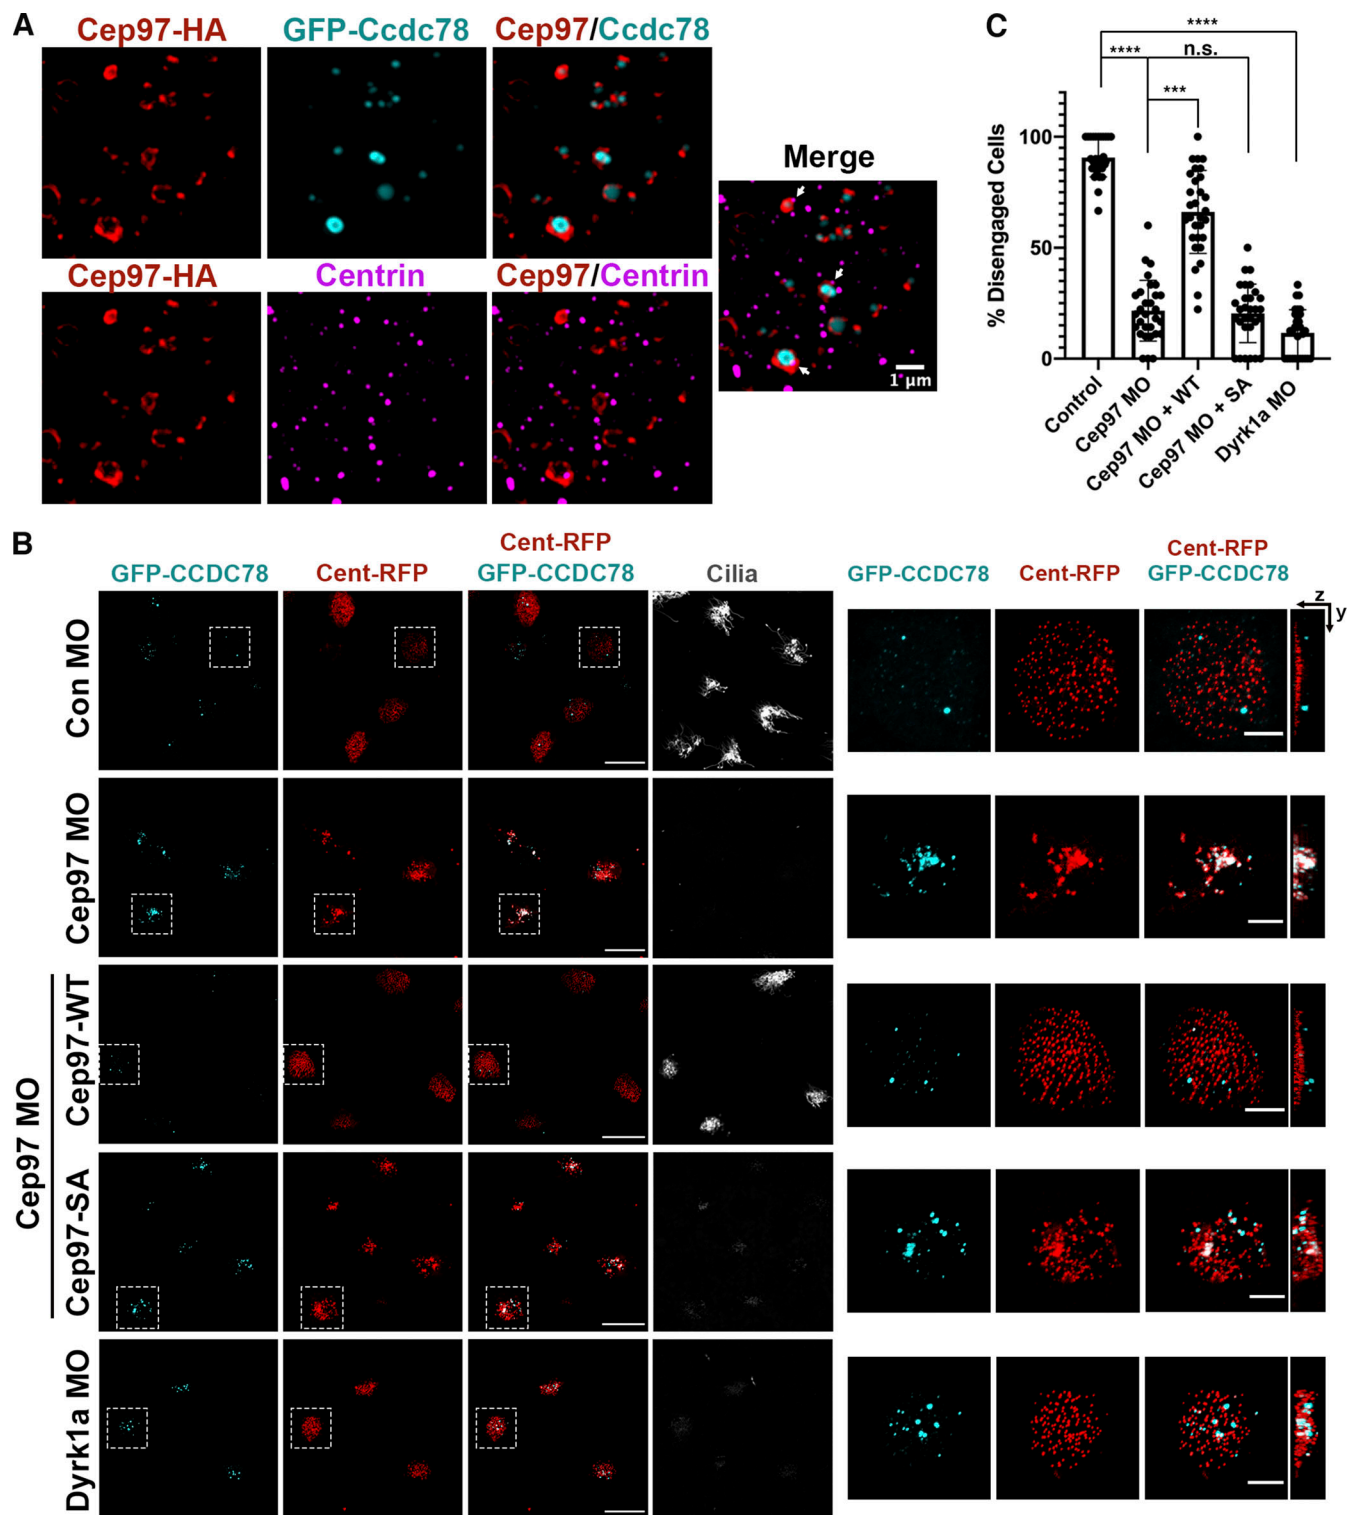 A
Cep97-HA
GFP-Ccdc78
Cep97/Ccdc78
Cep97-HA
Centrin
Cep97/Centrin
Merge
1 µm
C
****
****
n.s.
***
% Disengaged Cells
100
50
0
Control
Cep97 MO
Cep97 MO + WT
Cep97 MO + SA
Dyrk1a MO
B
GFP-CCDC78
Cent-RFP
Cent-RFP
GFP-CCDC78
Cilia
GFP-CCDC78
Cent-RFP
Cent-RFP
GFP-CCDC78
z
y
Con MO
Cep97 MO
Cep97 MO
Cep97-WT
Cep97-SA
Dyrk1a MO